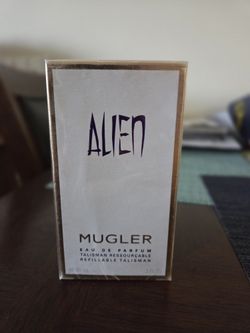 ALIEN
MUGLER
EAU DE PARFUM
TALISMAN RESSOURÇABLE
REFILLABLE TALISMAN